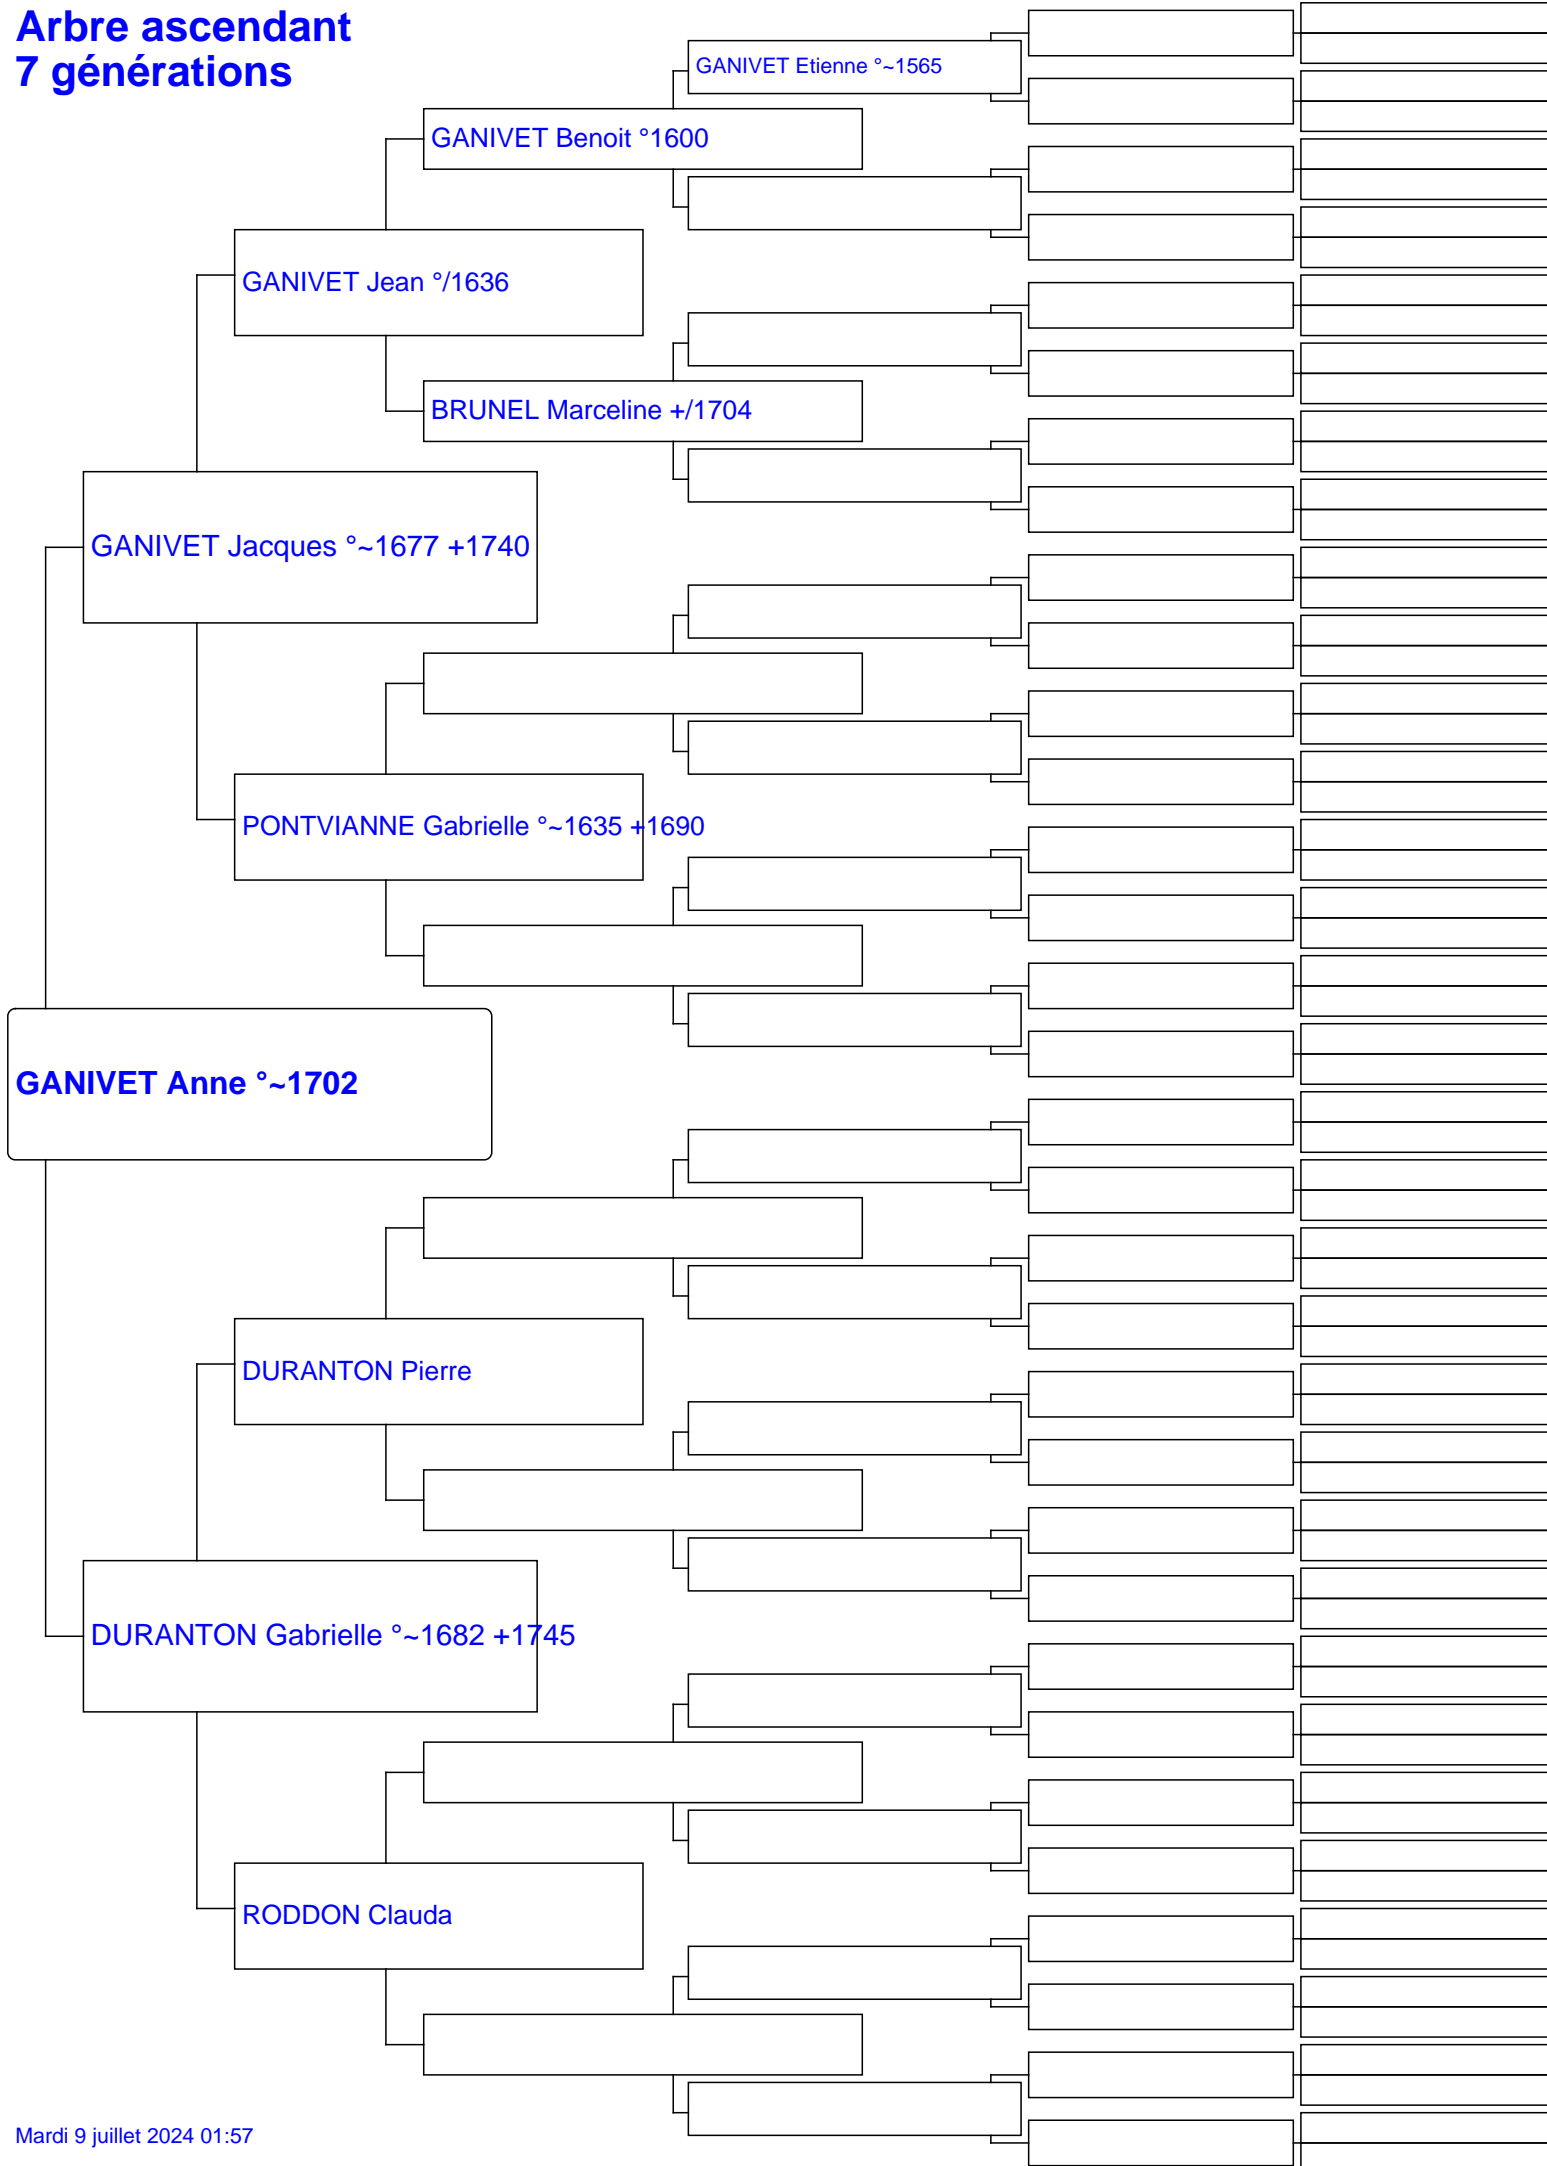 Arbre ascendant
7 générations
GANIVET Etienne °~1565
GANIVET Benoit °1600
GANIVET Jean °/1636
BRUNEL Marceline +/1704
GANIVET Jacques °~1677 +1740
PONTVIANNE Gabrielle °~1635 +1690
GANIVET Anne °~1702
DURANTON Pierre
DURANTON Gabrielle °~1682 +1745
RODDON Clauda
Mardi 9 juillet 2024 01:57